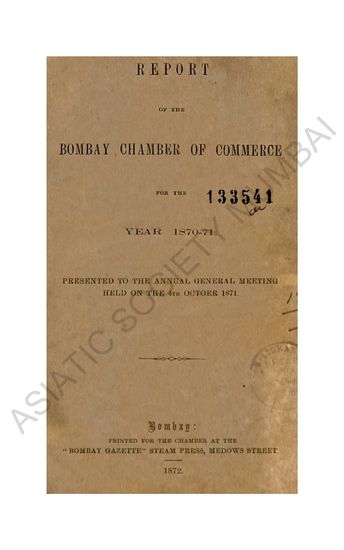 REPORT
OF THE
BOMBAY CHAMBER OF COMMERCE
FOR THE
133541
YEAR 1870-71.
PRESENTED TO THE ANNUAL GENERAL MEETING
HELD ON THE 4TH OCTOER 1871.
Bombay:
PRINTED FOR THE CHAMBER AT THE
"BOMBAY GAZETTE" STEAM PRESS, MEDOWS STREET
1872.
ASIATIC SOCIETY MUMBAI